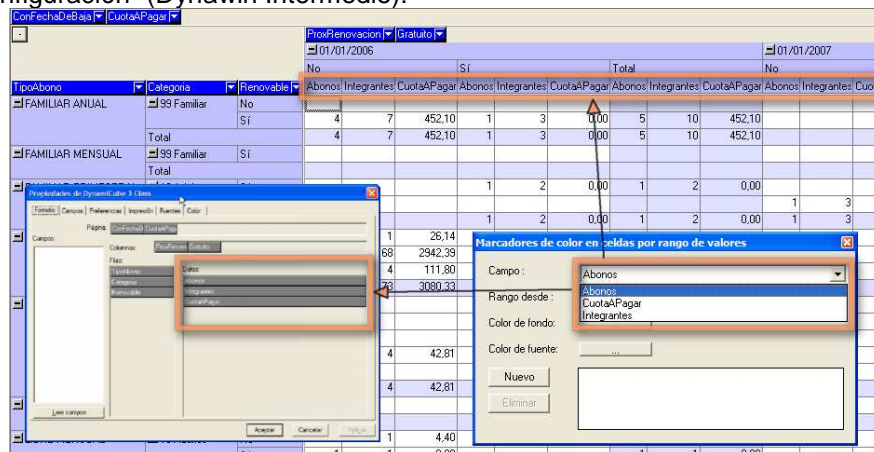 nfiguración" (Dynawin Intermedio).
ConFechaDeBaja CuotaAPagar
ProxRenovacion Gratuito
01/01/2006 01/01/2007
No Sí Total No
TipoAbono Categoria Renovable Abonos Integrantes CuotaAPagar Abonos Integrantes CuotaAPagar Abonos Integrantes CuotaAPagar Abonos Integrantes Cuo
FAMILIAR ANUAL 99 Familiar No
Sí 4 7 452,10 1 3 0,00 5 10 452,10
Total 4 7 452,10 1 3 0,00 5 10 452,10
FAMILIAR MENSUAL 99 Familiar Sí
Total
1 2 0,00 1 2 0,00
1 3
1 2 0,00 1 2 0,00 1 3
1 26,14
68 2942,39
4 111,80
73 3080,33
4 42,81
4 42,81
1 4,40
Propiedades de DynamiCube 3 Class
Formato Campos Preferencias Impresión Fuentes Color
Página:
Campos:
Columnas:
Gratuito
Filas:
TipoAbono
Renovable
Datos:
Abonos
Integrantes
CuotaAPagar
Leer campos
Aceptar Cancelar
Marcadores de color en celdas por rango de valores
Campo : Abonos
Abonos
CuotaAPagar
Integrantes
Rango desde :
Color de fondo:
Color de fuente: ...
Nuevo
Eliminar